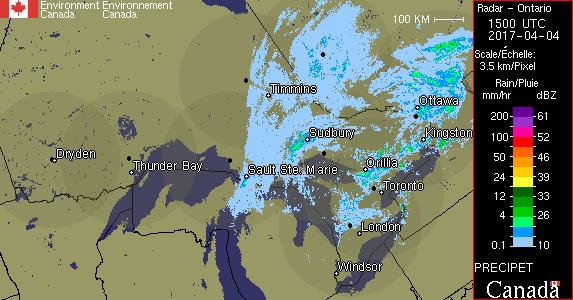 Environment Environnement
Canada Canada
100 KM
Timmins
Ottawa
Sudbury
Kingston
Dryden
Thunder Bay
Sault Ste. Marie
Orillia
Toronto
London
Windsor
Radar - Ontario
1500 UTC
2017-04-04
Scale/Échelle:
3.5 km/Pixel
Rain/Pluie
mm/hr dBZ
200 61
100 52
50 46
24 39
12 33
4 26
0.1 10
PRECIPET
Canada